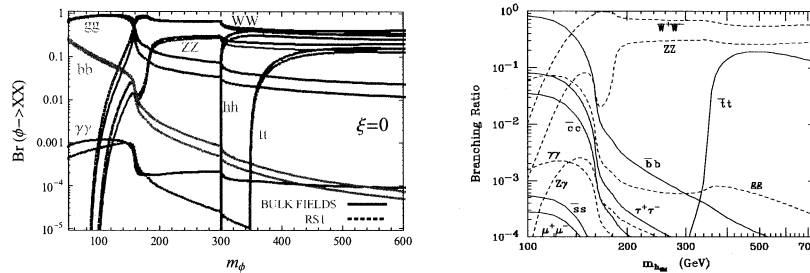 Br (ϕ->XX)
1
0.1
0.01
0.001
10⁻⁴
10⁻⁵
gg
WW
ZZ
bb
hh
tt
ξ=0
γγ
BULK FIELDS
RS1
100 200 300 400 500 600
m_ϕ
Branching Ratio
10⁰
10⁻¹
10⁻²
10⁻³
10⁻⁴
W⁺W⁻
ZZ
t̄t
c̄c
b̄b
γγ
Zγ
gg
s̄s
τ⁺τ⁻
μ⁺μ⁻
100 200 300 500
(GeV)